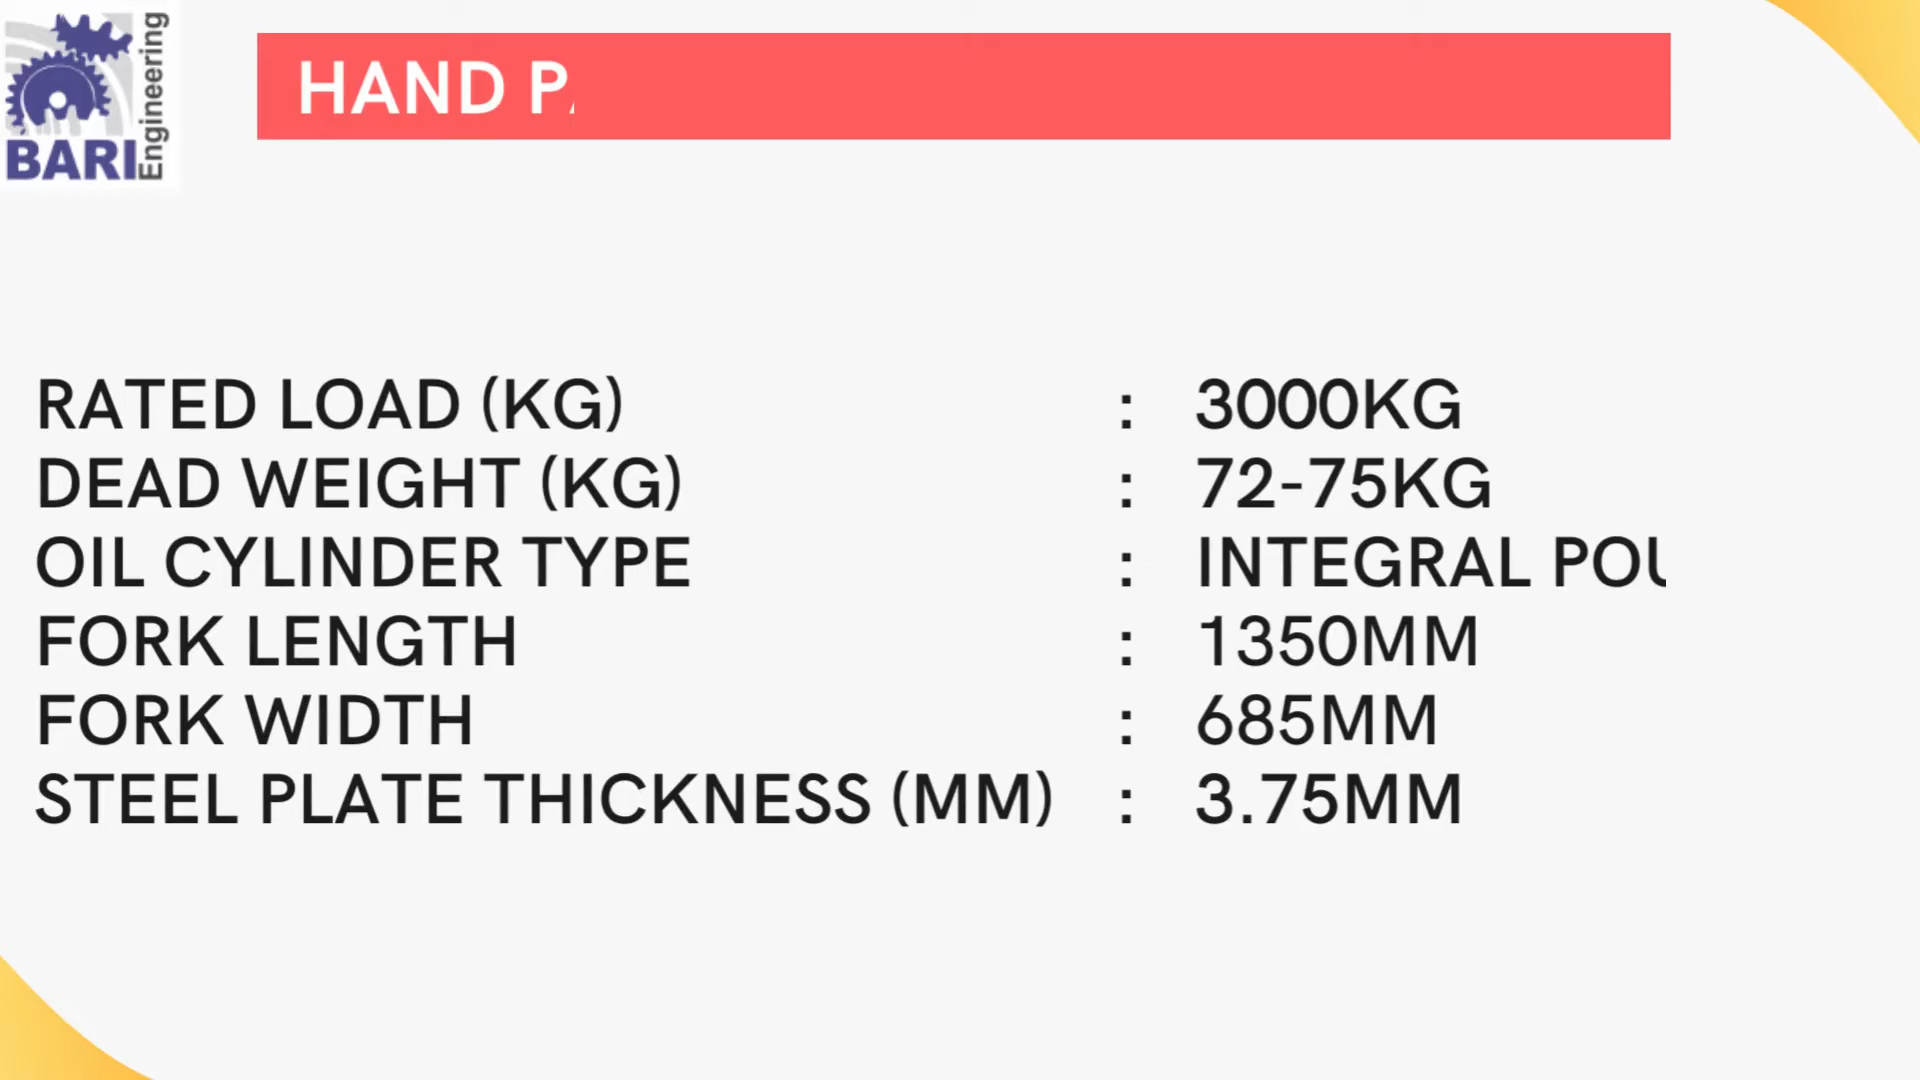 BARI Engineering
HAND
RATED LOAD (KG) : 3000KG
DEAD WEIGHT (KG) : 72-75KG
OIL CYLINDER TYPE : INTEGRAL
FORK LENGTH : 1350MM
FORK WIDTH : 685MM
STEEL PLATE THICKNESS (MM) : 3.75MM